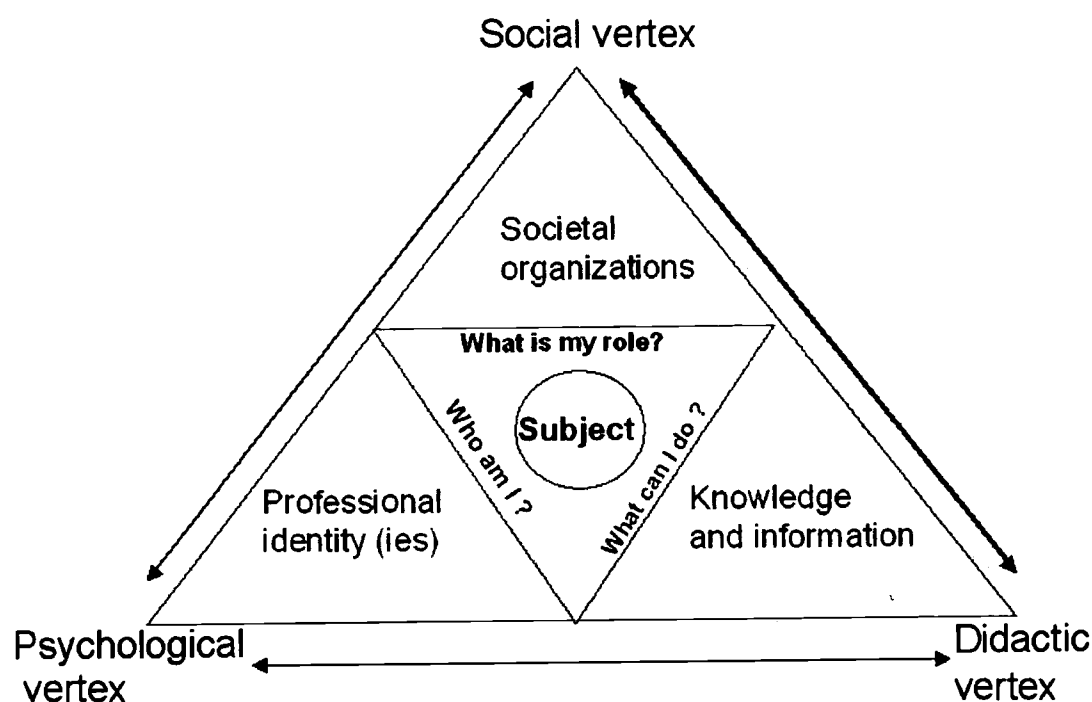 Social vertex
Societal
organizations
What is my role?
Who am I ?
Subject
What can I do ?
Professional
identity (ies)
Knowledge
and information
Psychological
vertex
Didactic
vertex